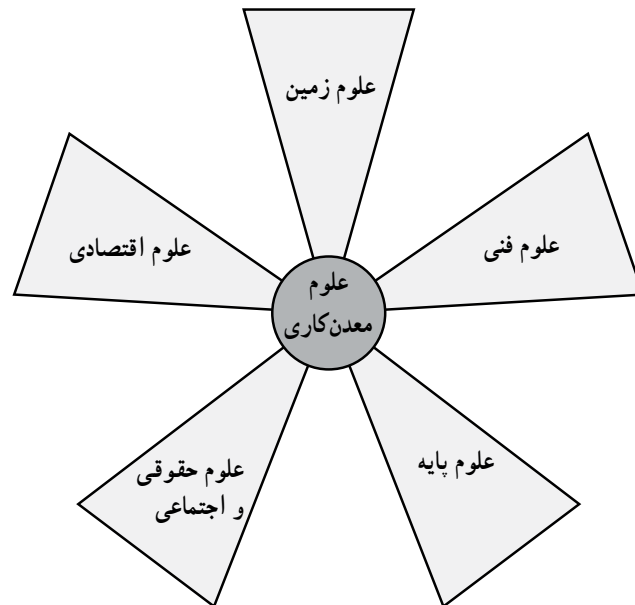 علوم زمین
علوم فنی
علوم اقتصادی
علوم
معدن‌کاری
علوم پایه
علوم حقوقی
و اجتماعی